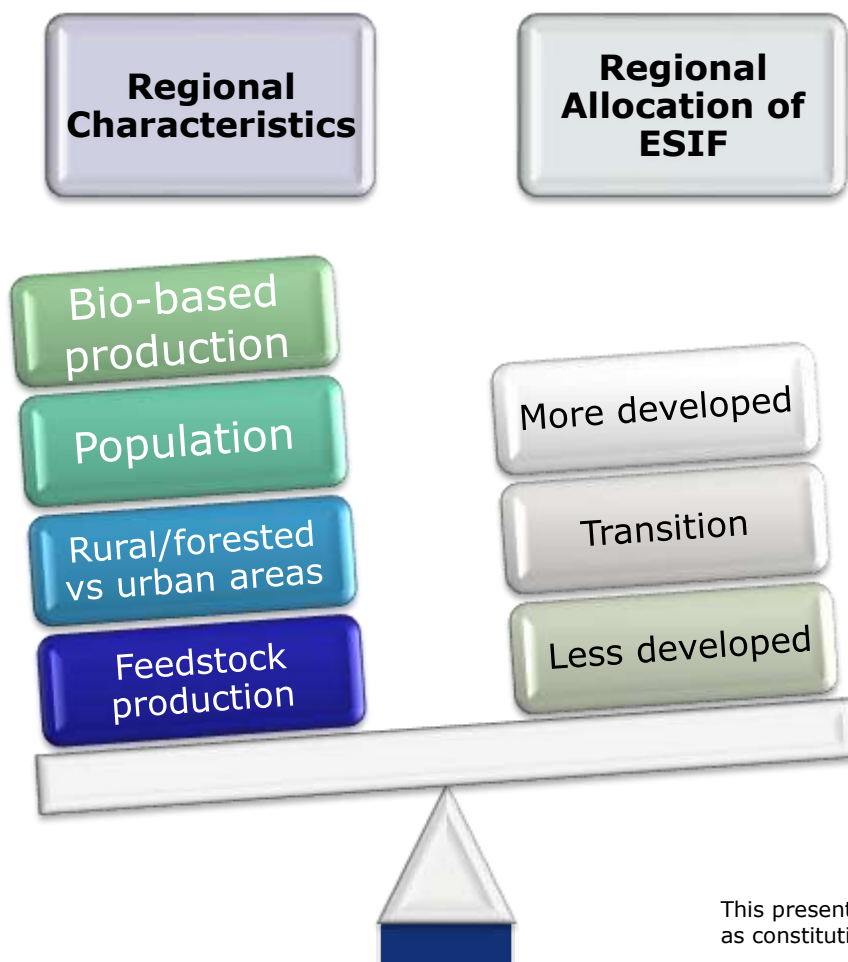 Regional
Characteristics
Regional
Allocation of
ESIF
Bio-based
production
Population
Rural/forested
vs urban areas
Feedstock
production
More developed
Transition
Less developed
This present
as constituti